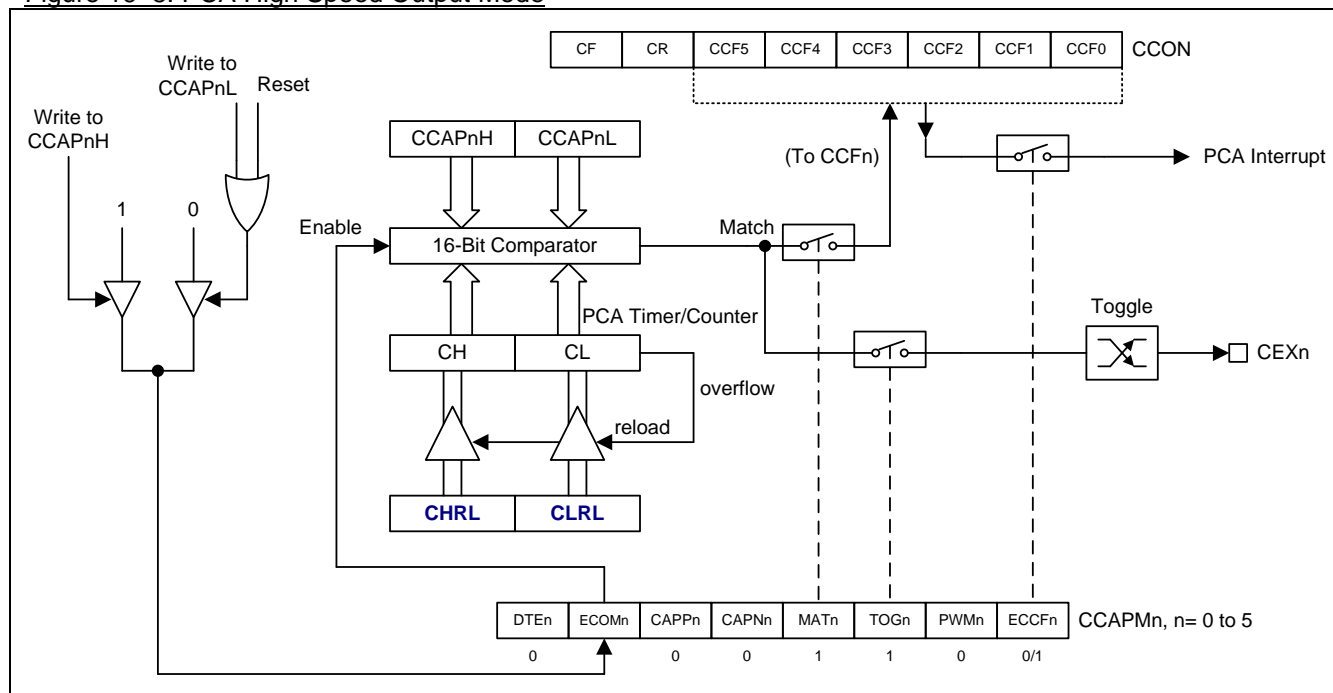 Figure 16-8. PCA High Speed Output Mode
CF CR CCF5 CCF4 CCF3 CCF2 CCF1 CCF0 CCON
Write to
CCAPnL
Reset
Write to
CCAPnH
CCAPnH CCAPnL
(To CCFn)
PCA Interrupt
1 0
Enable
16-Bit Comparator
Match
PCA Timer/Counter
Toggle
CH CL
CEXn
overflow
reload
CHRL CLRL
DTEn ECOMn CAPPn CAPNn MATn TOGn PWMn ECCFn CCAPMn, n= 0 to 5
0 0 0 1 1 0 0/1